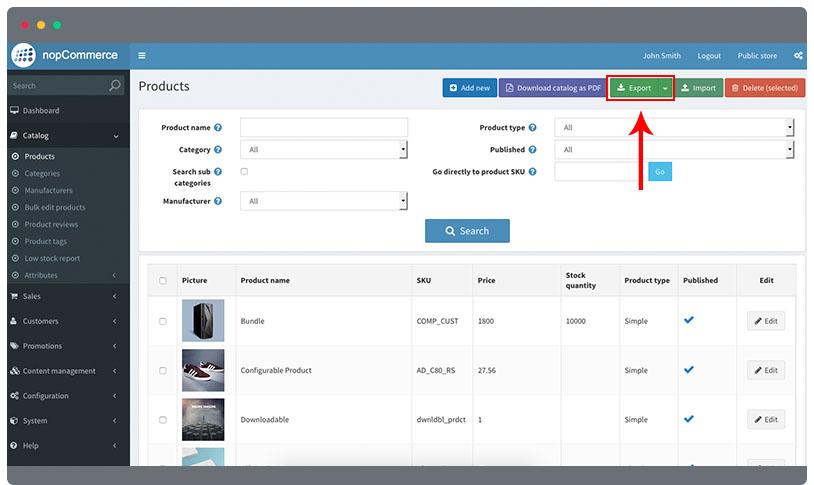 nopCommerce
John Smith Logout Public store
Search
Products
Add new Download catalog as PDF Export Import Delete (selected)
Dashboard
Catalog
Products
Categories
Manufacturers
Bulk edit products
Product reviews
Product tags
Low stock report
Attributes
Sales
Customers
Promotions
Content management
Configuration
System
Help
Product name ? Product type ? All
Category ? All Published ? All
Search sub ? Go directly to product SKU ? Go
categories
Manufacturer ? All
Search
Picture Product name SKU Price Stock Product type Published Edit
quantity
Bundle COMP_CUST 1800 10000 Simple Edit
Configurable Product AD_C80_RS 27.56 Simple Edit
Downloadable dwnldbl_prdct 1 Simple Edit